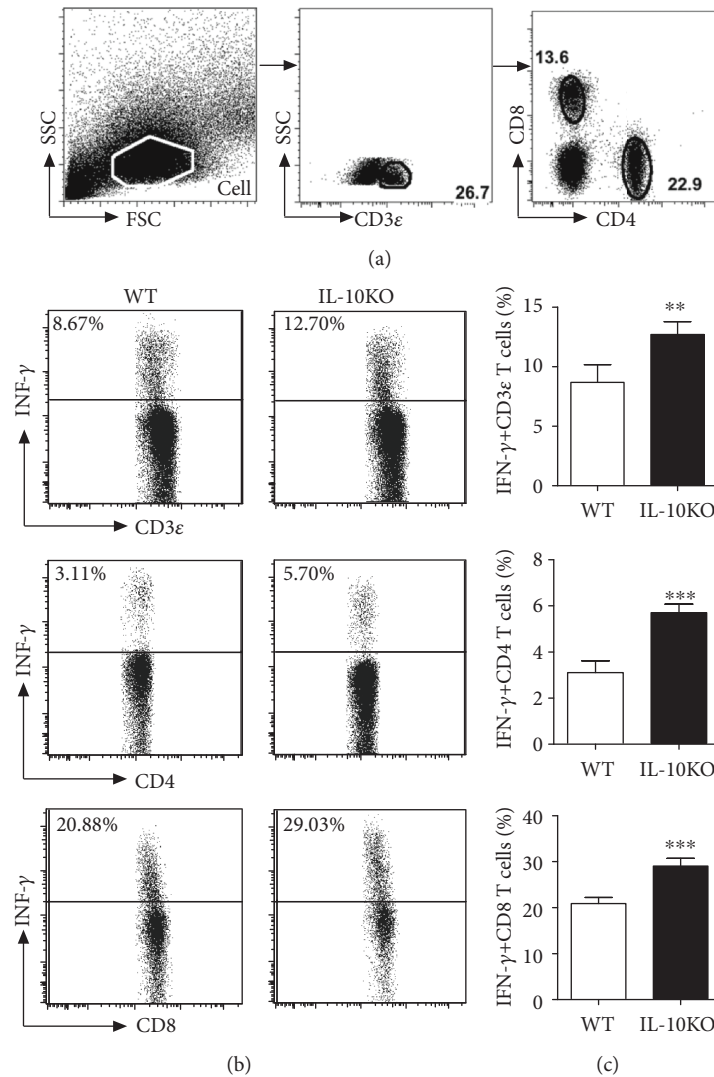 SSC
FSC
Cell
SSC
CD3ε
26.7
13.6
CD8
CD4
22.9
(a)
WT
IL-10KO
INF-γ
8.67%
12.70%
CD3ε
IFN-γ+CD3ε T cells (%)
15
10
5
0
**
WT
IL-10KO
INF-γ
3.11%
5.70%
CD4
IFN-γ+CD4 T cells (%)
8
6
4
2
0
***
WT
IL-10KO
INF-γ
20.88%
29.03%
CD8
IFN-γ+CD8 T cells (%)
40
30
20
10
0
***
WT
IL-10KO
(b)
(c)